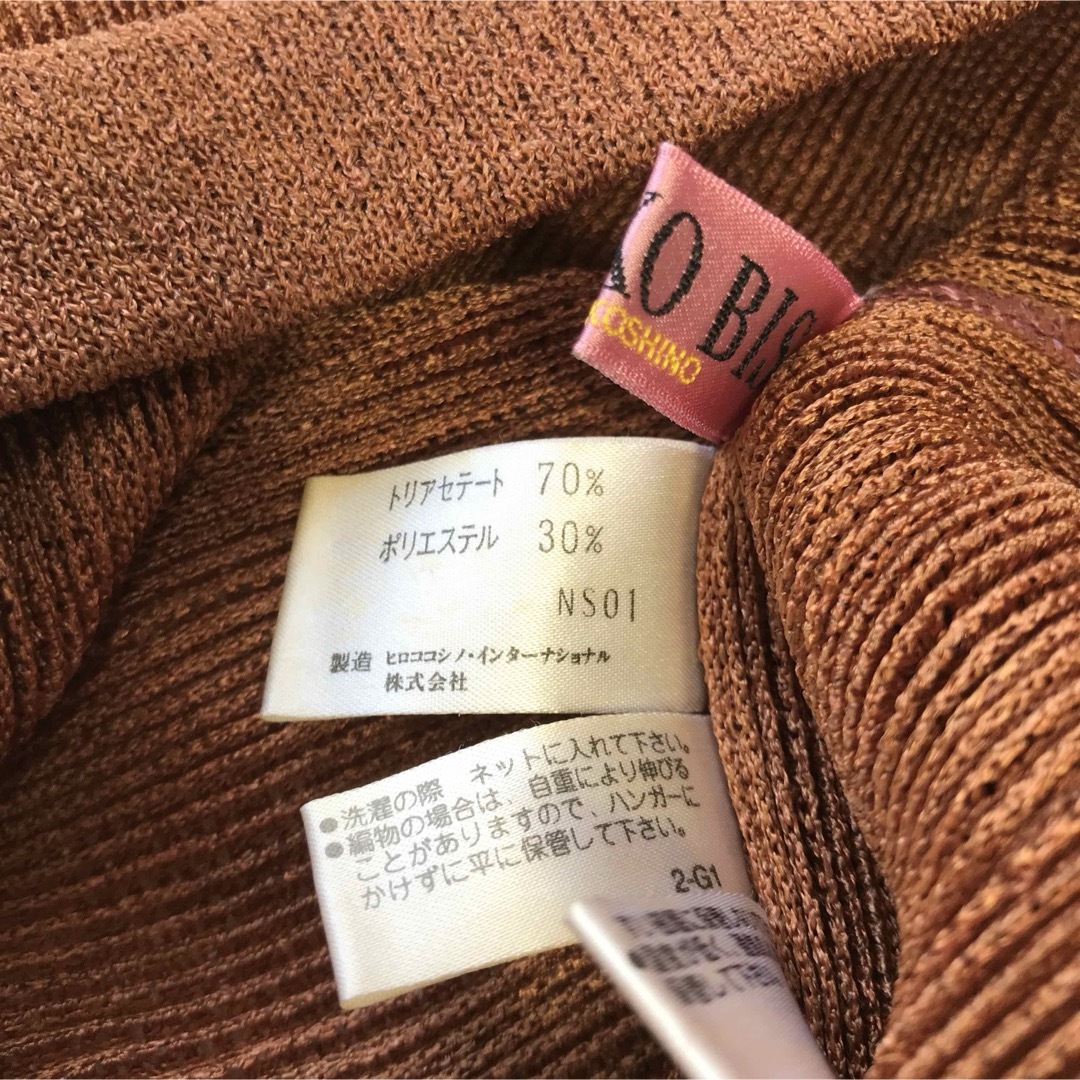 KO BIS
KOSHINO
トリアセテート 70%
ポリエステル 30%
NS01
製造 ヒロココシノ・インターナショナル
株式会社
●洗濯の際 ネットに入れて下さい。
●編物の場合は、自重により伸びる
ことがありますので、ハンガーに
かけずに平に保管して下さい。
2-G1